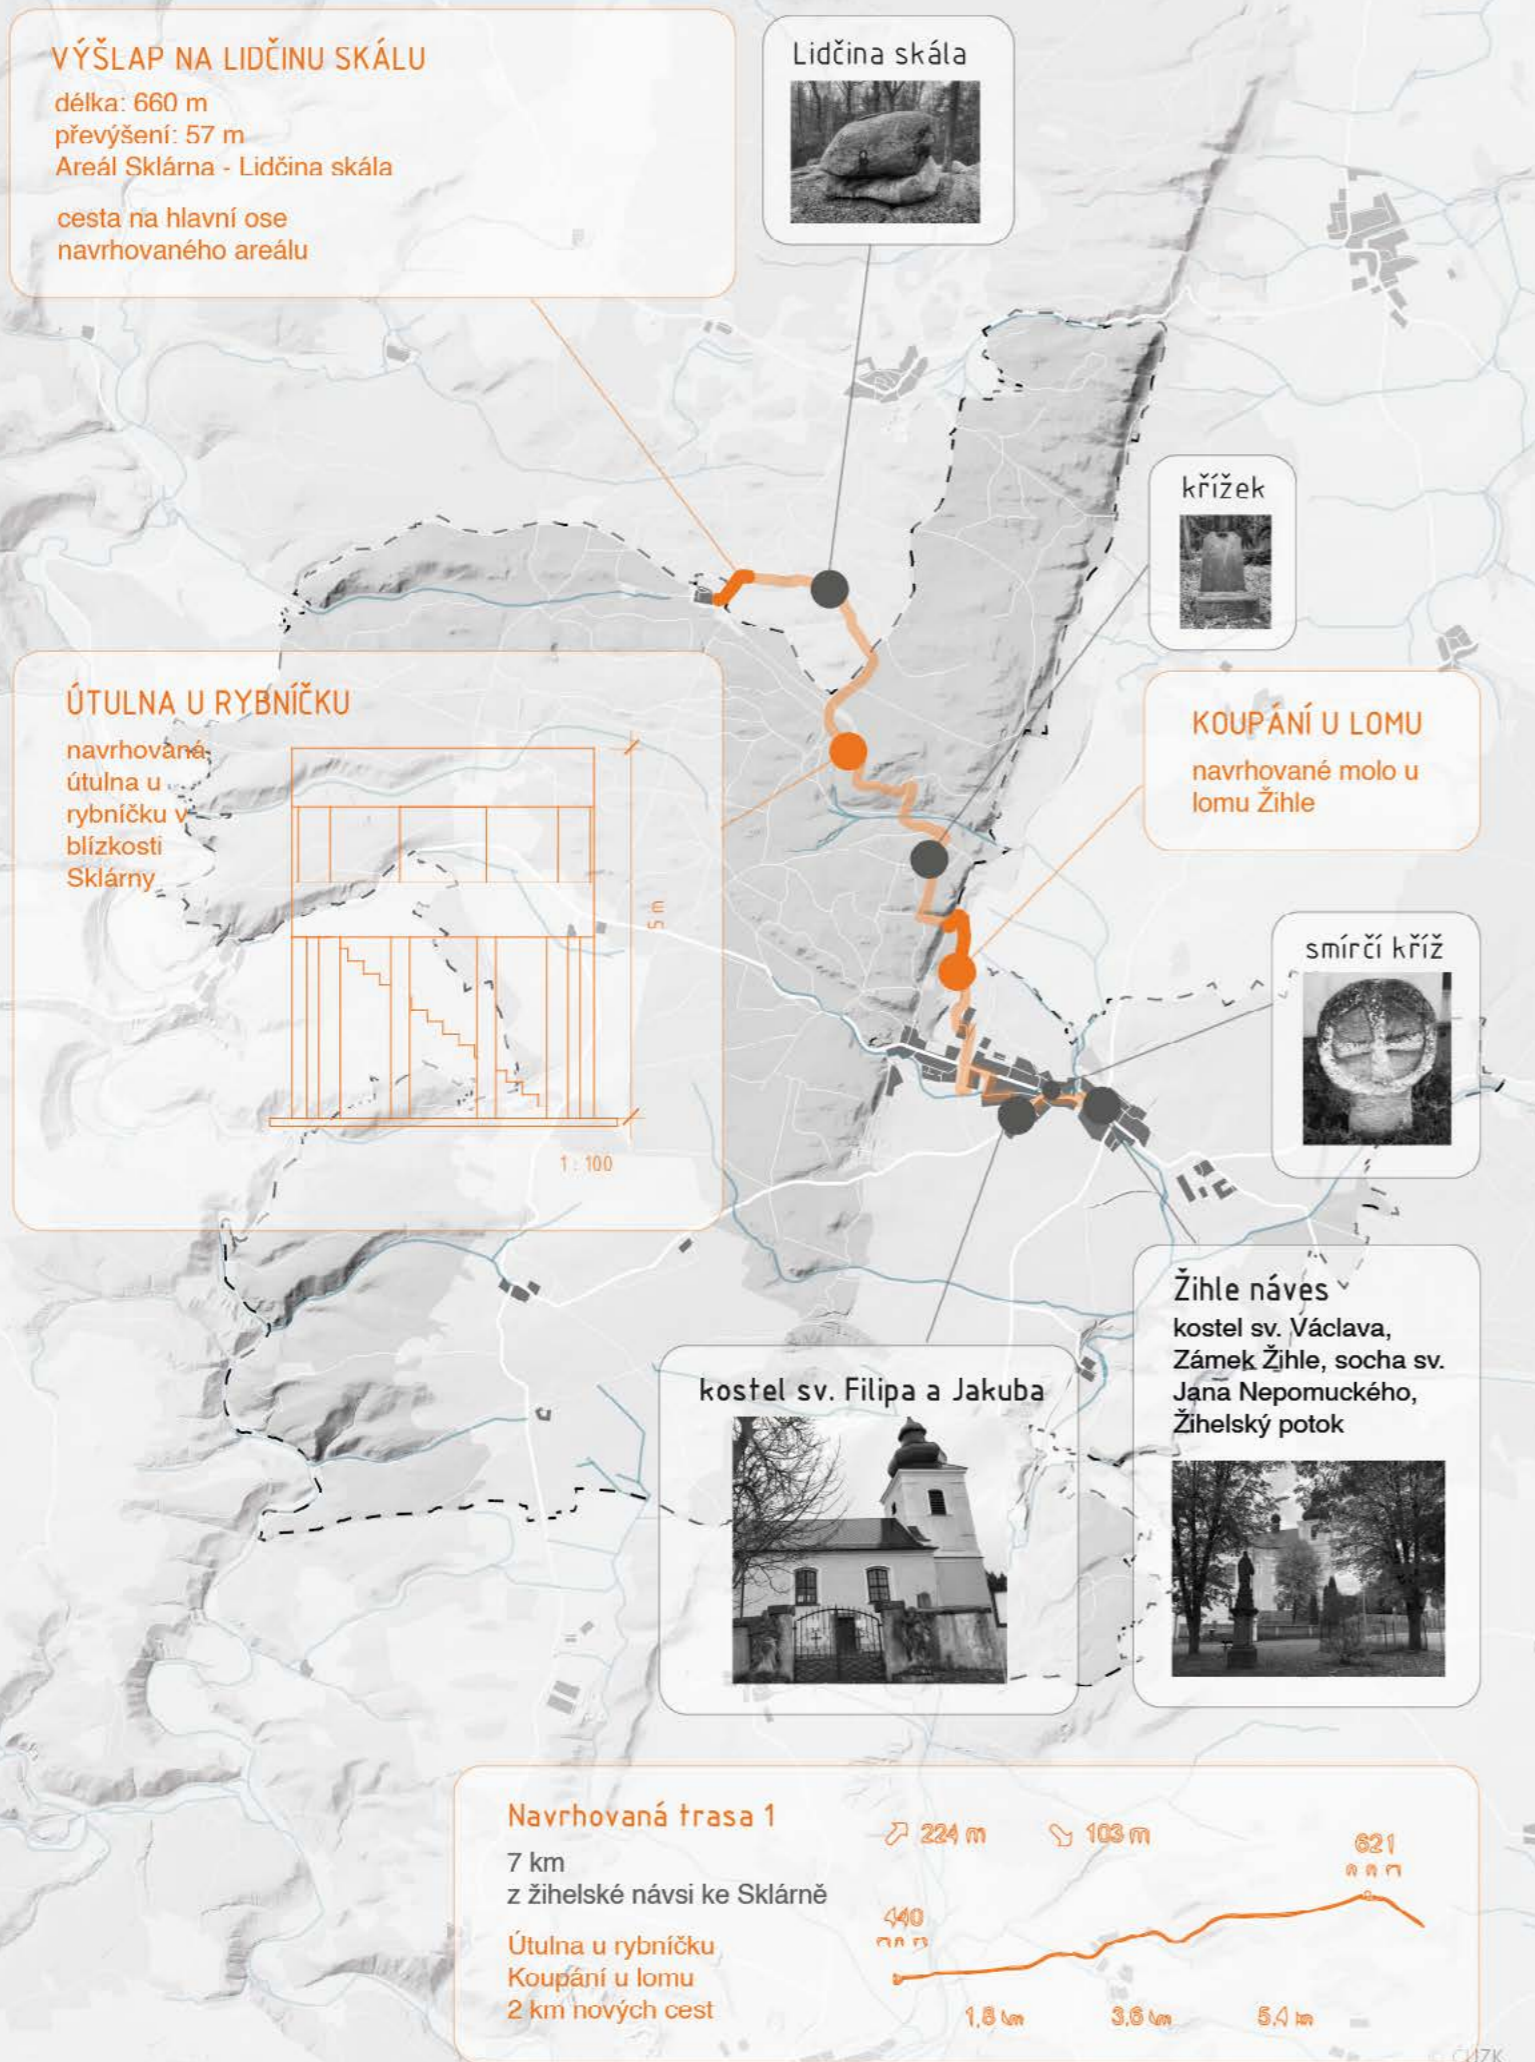 VÝŠLAP NA LIDČINU SKÁLU
délka: 660 m
převýšení: 57 m
Areál Sklárna - Lidčina skála
cesta na hlavní ose
navrhovaného areálu
Lidčina skála
křížek
ÚTULNA U RYBNÍČKU
navrhovaná
útulna u
rybníčku v
blízkosti
Sklárny
5 m
1 : 100
KOUPÁNÍ U LOMU
navrhované molo u
lomu Žihle
smírčí kříž
kostel sv. Filipa a Jakuba
Žihle náves
kostel sv. Václava,
Zámek Žihle, socha sv.
Jana Nepomuckého,
Žihelský potok
Navrhovaná trasa 1
7 km
z žihelské návsi ke Sklárně
Útulna u rybníčku
Koupání u lomu
2 km nových cest
224 m
103 m
440
621
1,8 km
3,6 km
5,4 km
© ČÚZK